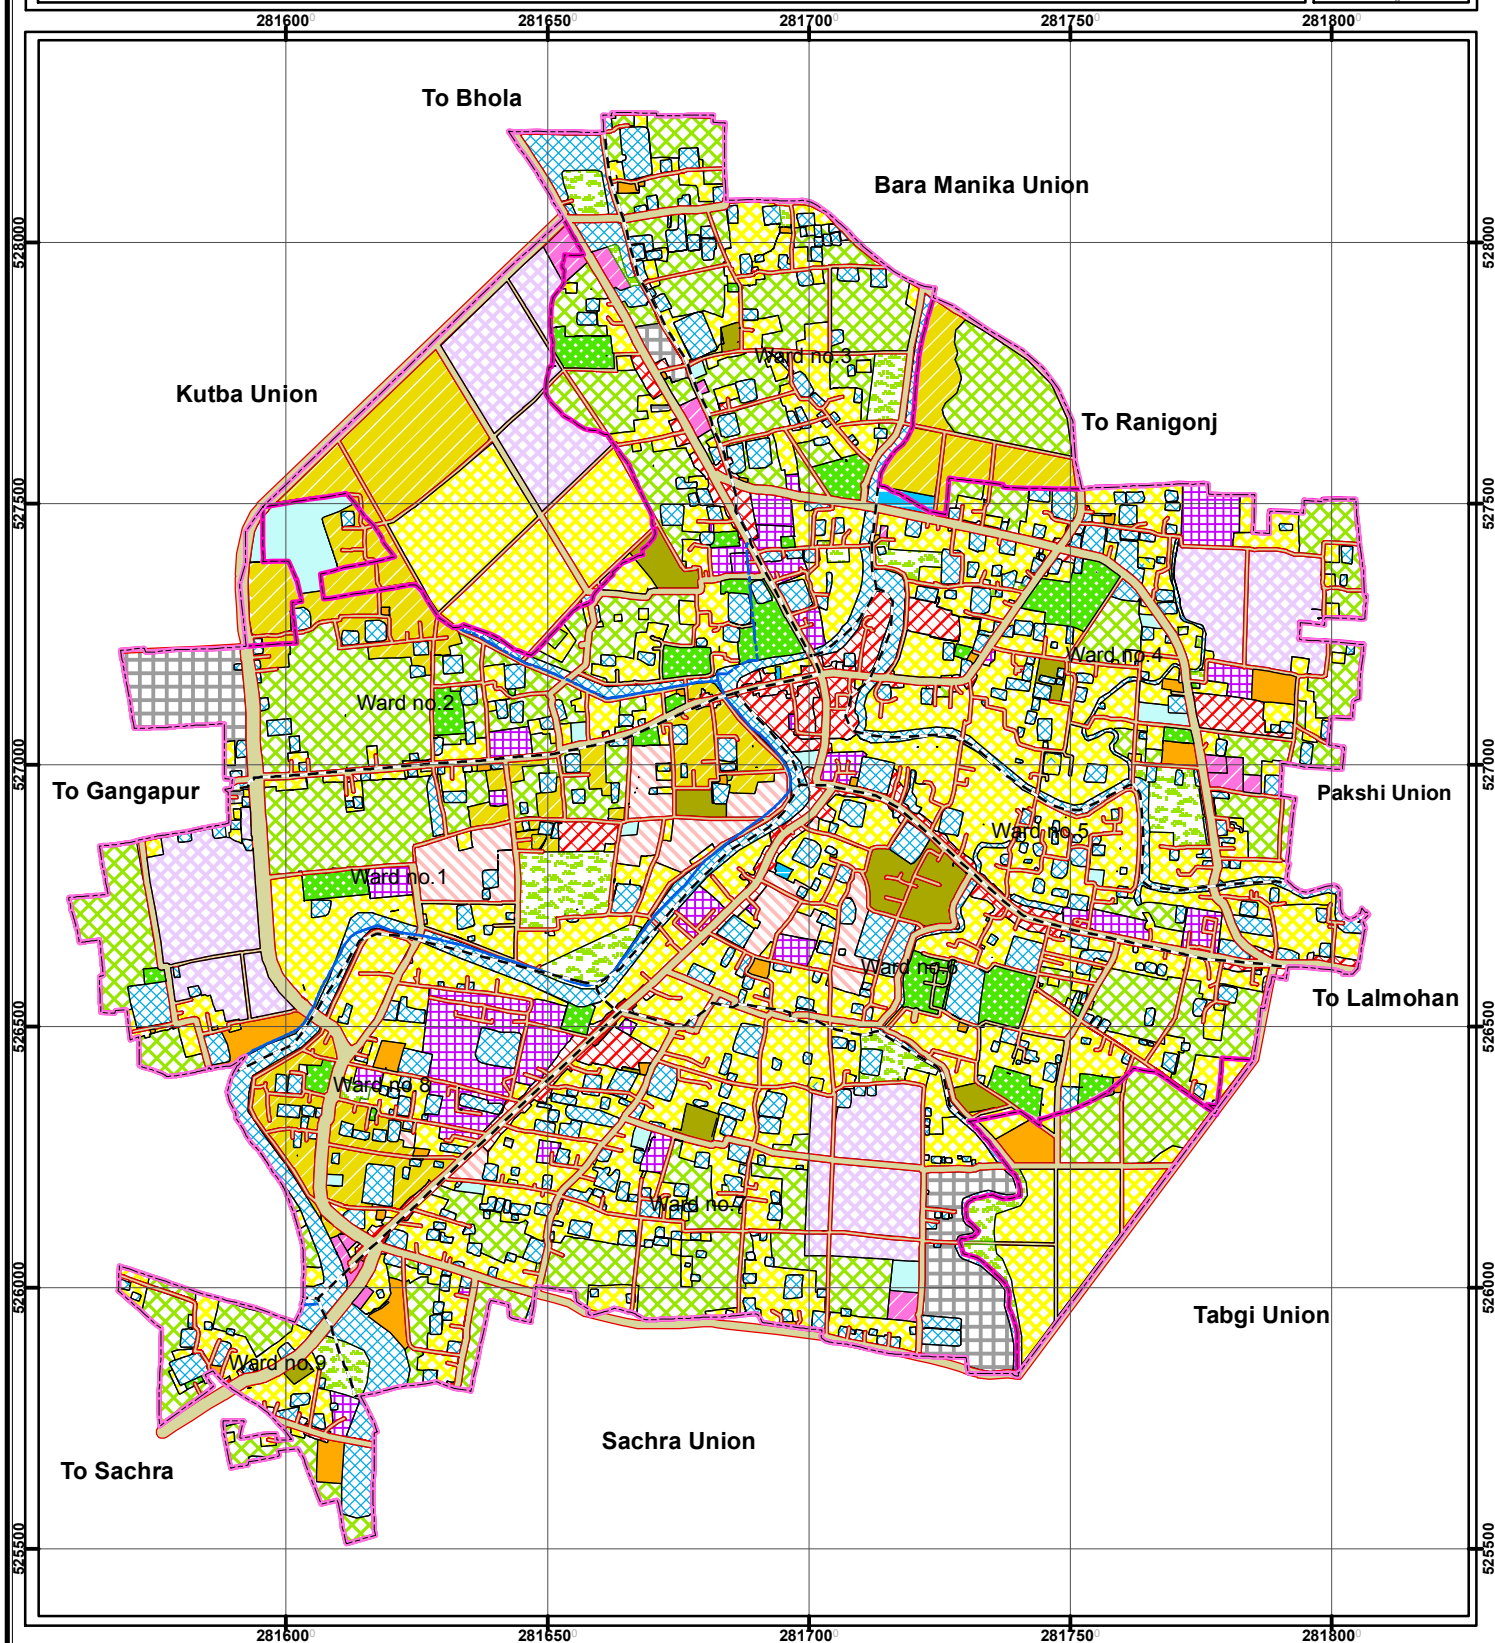 281600 281650 281700 281750 281800
To Bhola
Bara Manika Union
528000 528000
Ward no.3
Kutba Union
To Ranigonj
527500 527500
Ward no.4
Ward no.2
527000 527000
To Gangapur
Pakshi Union
Ward no.5
Ward no.1
Ward no.6
To Lalmohan
526500 526500
Ward no.8
Ward no.7
526000 526000
Tabgi Union
Ward no.9
Sachra Union
To Sachra
525500 525500
281600 281650 281700 281750 281800